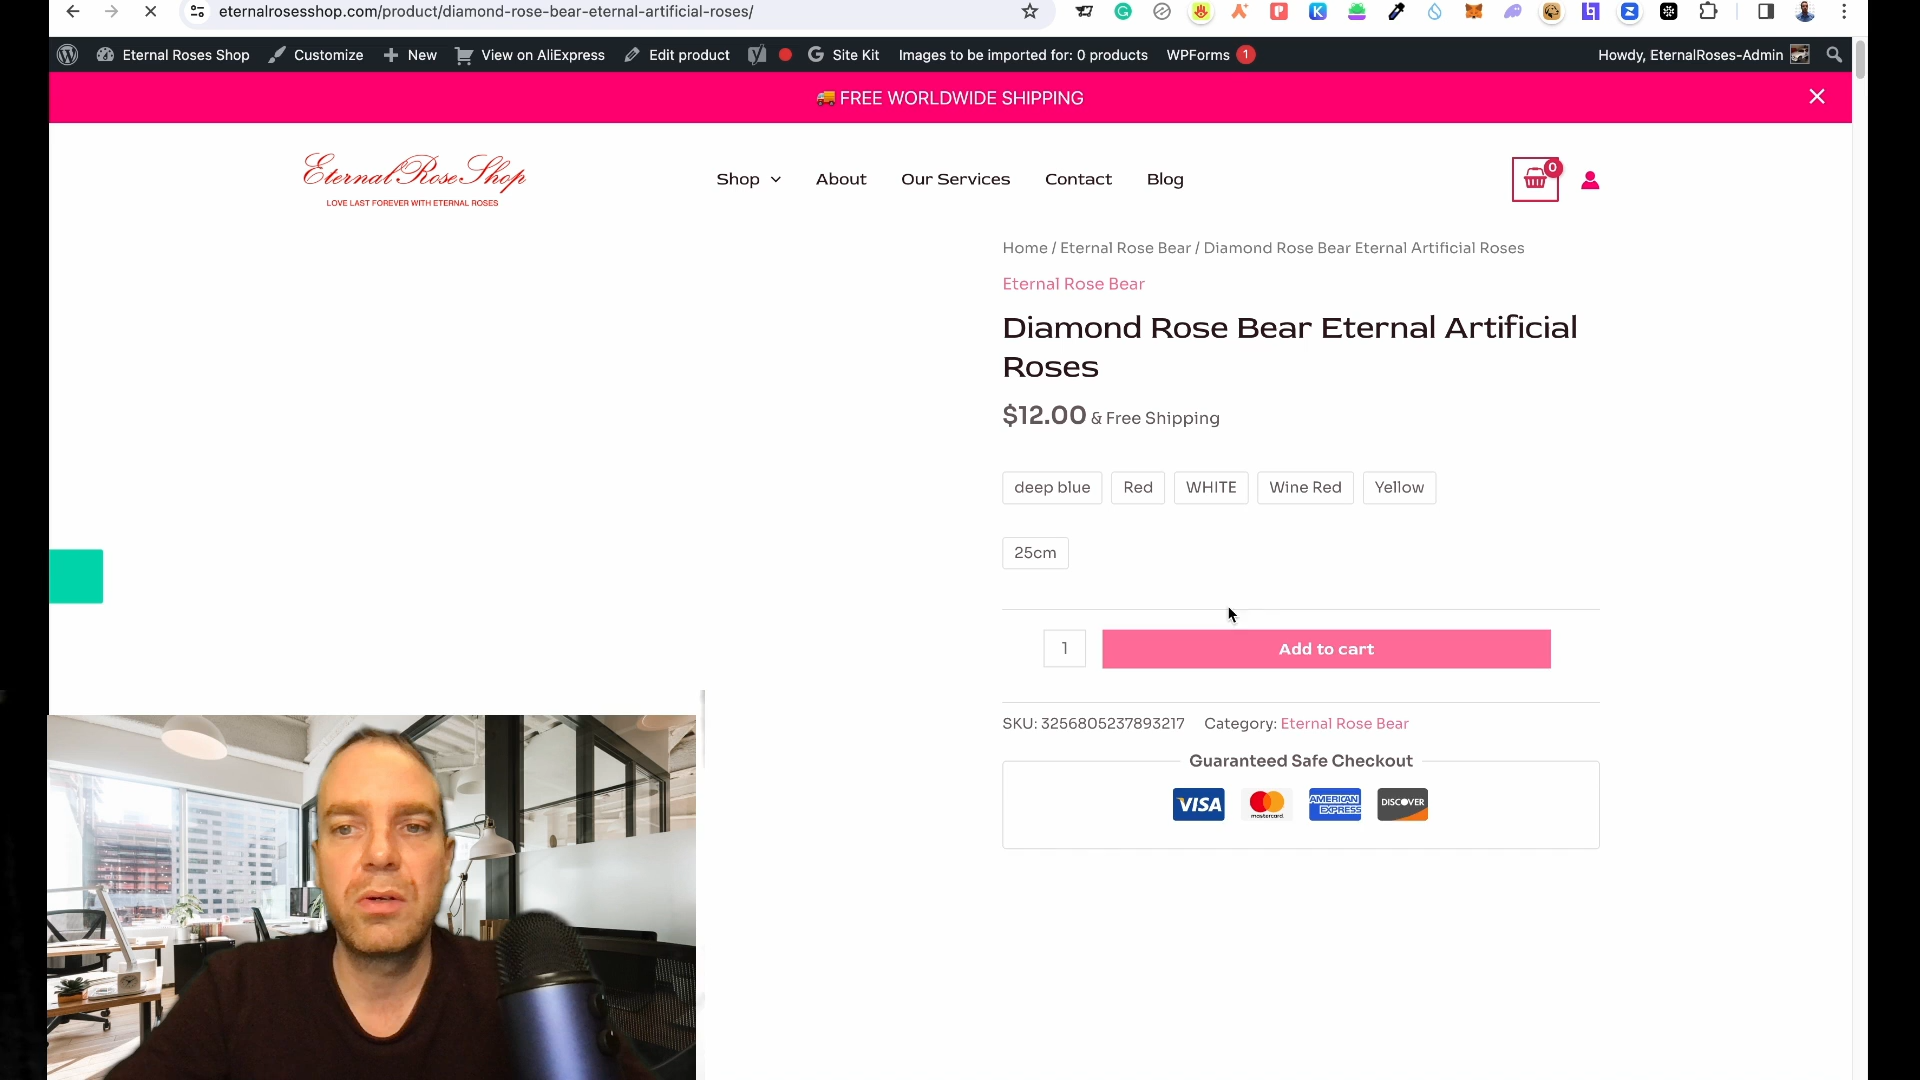 eternalrosesshop.com/product/diamond-rose-bear-eternal-artificial-roses/
Eternal Roses Shop Customize New View on AliExpress Edit product Site Kit Images to be imported for: 0 products WPForms 1 Howdy, EternalRoses-Admin
🚚 FREE WORLDWIDE SHIPPING
Eternal Rose Shop
LOVE LAST FOREVER WITH ETERNAL ROSES
Shop About Our Services Contact Blog
0
Home / Eternal Rose Bear / Diamond Rose Bear Eternal Artificial Roses
Eternal Rose Bear
Diamond Rose Bear Eternal Artificial
Roses
$12.00 & Free Shipping
deep blue Red WHITE Wine Red Yellow
25cm
1 Add to cart
SKU: 3256805237893217 Category: Eternal Rose Bear
Guaranteed Safe Checkout
VISA mastercard AMERICAN EXPRESS DISCOVER